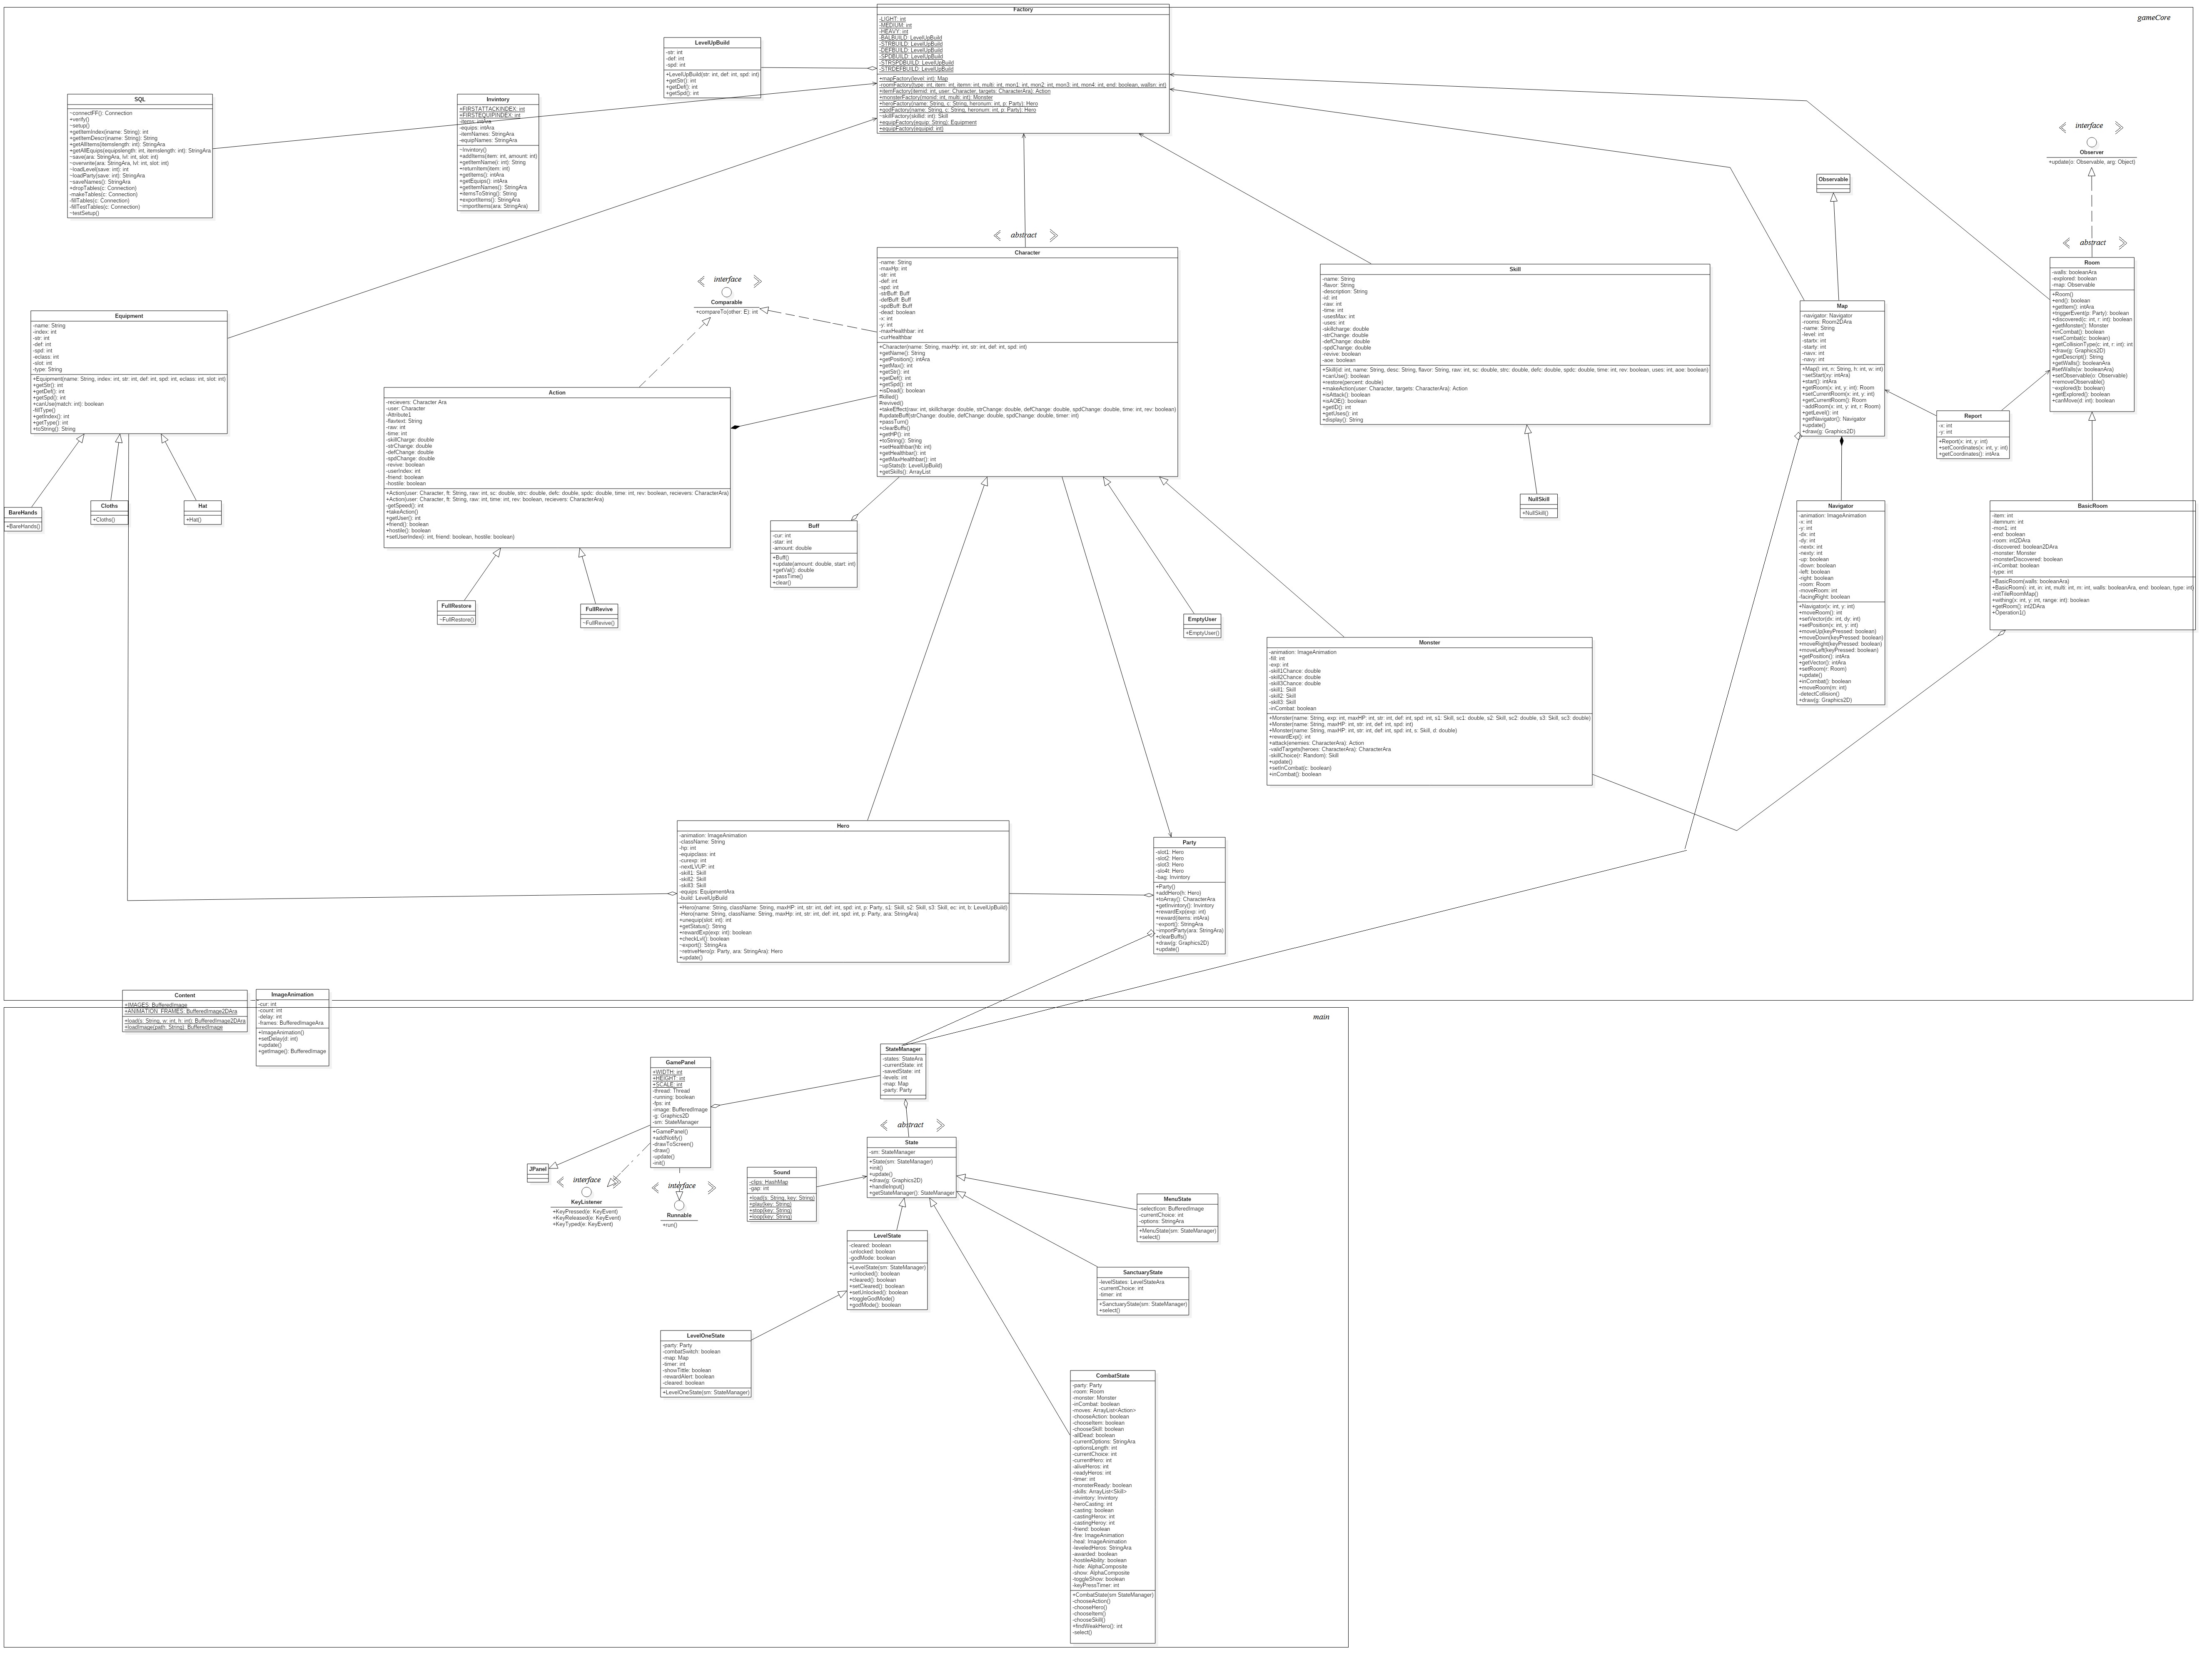 gameCore
Factory
-LIGHT: int
-MEDIUM: int
-HEAVY: int
-BALBUILD: LevelUpBuild
-STRBUILD: LevelUpBuild
-DEFBUILD: LevelUpBuild
-SPDBUILD: LevelUpBuild
-STRSPDBUILD: LevelUpBuild
-STRDEFBUILD: LevelUpBuild
+mapFactory(level: int): Map
-roomFactory(type: int, item: int, itemn: int, multi: int, mon1: int, mon2: int, mon3: int, mon4: int, end: boolean, wallsn: int)
+itemFactory(itemid: int, user: Character, targets: CharacterAra): Action
+monsterFactory(monid: int, multi: int): Monster
+heroFactory(name: String, c: String, heronum: int, p: Party): Hero
+godFactory(name: String, c: String, heronum: int, p: Party): Hero
~skillFactory(skillid: int): Skill
+equipFactory(equip: String): Equipment
+equipFactory(equipid: int)
LevelUpBuild
-str: int
-def: int
-spd: int
+LevelUpBuild(str: int, def: int, spd: int)
+getStr(): int
+getDef(): int
+getSpd(): int
SQL
~connectFF(): Connection
+verify()
~setup()
+getItemIndex(name: String): int
+getItemDescr(name: String): String
+getAllItems(itemslength: int): StringAra
+getAllEquips(equipslength: int, itemslength: int): StringAra
~save(ara: StringAra, lvl: int, slot: int)
~overwrite(ara: StringAra, lvl: int, slot: int)
~loadLevel(save: int): int
~loadParty(save: int): StringAra
~saveNames(): StringAra
+dropTables(c: Connection)
-makeTables(c: Connection)
-fillTables(c: Connection)
-fillTestTables(c: Connection)
~testSetup()
Invintory
+FIRSTATTACKINDEX: int
+FIRSTEQUIPINDEX: int
-items: intAra
-equips: intAra
-itemNames: StringAra
-equipNames: StringAra
~Invintory()
+addItems(item: int, amount: int)
+getItemName(i: int): String
+returnItem(item: int)
+getItems(): intAra
+getEquips(): intAra
+getItemNames(): StringAra
+itemsToString(): String
+exportItems(): StringAra
~importItems(ara: StringAra)
interface
Observer
+update(o: Observable, arg: Object)
Observable
abstract
Character
-name: String
-maxHp: int
-str: int
-def: int
-spd: int
-strBuff: Buff
-defBuff: Buff
-spdBuff: Buff
-dead: boolean
-x: int
-y: int
-maxHealthbar: int
-curHealthbar
+Character(name: String, maxHp: int, str: int, def: int, spd: int)
+getName(): String
+getPosition(): intAra
+getMax(): int
+getStr(): int
+getDef(): int
+getSpd(): int
+isDead(): boolean
#killed()
#revived()
+takeEffect(raw: int, skillcharge: double, strChange: double, defChange: double, spdChange: double, time: int, rev: boolean)
#updateBuff(strChange: double, defChange: double, spdChange: double, timer: int)
+passTurn()
+clearBuffs()
+getHP(): int
+toString(): String
+setHealthbar(hb: int)
+getHealthbar(): int
+getMaxHealthbar(): int
~upStats(b: LevelUpBuild)
+getSkills(): ArrayList
interface
Comparable
+compareTo(other: E): int
Skill
-name: String
-flavor: String
-description: String
-id: int
-raw: int
-time: int
-usesMax: int
-uses: int
-skillcharge: double
-strChange: double
-defChange: double
-spdChange: double
-revive: boolean
-aoe: boolean
+Skill(id: int, name: String, desc: String, flavor: String, raw: int, sc: double, strc: double, defc: double, spdc: double, time: int, rev: boolean, uses: int, aoe: boolean)
+canUse(): boolean
+restore(percent: double)
+makeAction(user: Character, targets: CharacterAra): Action
+isAttack(): boolean
+isAOE(): boolean
+getID(): int
+getUses(): int
+display(): String
abstract
Room
-walls: booleanAra
-explored: boolean
-map: Observable
+Room()
+end(): boolean
+getItem(): intAra
+triggerEvent(p: Party): boolean
+discovered(c: int, r: int): boolean
+getMonster(): Monster
+inCombat(): boolean
+setCombat(c: boolean)
+getCollisionType(c: int, r: int): int
+draw(g: Graphics2D)
+getDescript(): String
+getWalls(): booleanAra
#setWalls(w: booleanAra)
+setObservable(o: Observable)
+removeObservable()
~explored(b: boolean)
+getExplored(): boolean
+canMove(d: int): boolean
Map
-navigator: Navigator
-rooms: Room2DAra
-name: String
-level: int
-startx: int
-starty: int
-navx: int
-navy: int
+Map(l: int, n: String, h: int, w: int)
~setStart(xy: intAra)
+start(): intAra
+getRoom(x: int, y: int): Room
+setCurrentRoom(x: int, y: int)
+getCurrentRoom(): Room
~addRoom(x: int, y: int, r: Room)
+getLevel(): int
+getNavigator(): Navigator
+update()
+draw(g: Graphics2D)
Report
-x: int
-y: int
+Report(x: int, y: int)
+setCoordinates(x: int, y: int)
+getCoordinates(): intAra
Equipment
-name: String
-index: int
-str: int
-def: int
-spd: int
-eclass: int
-slot: int
-type: String
+Equipment(name: String, index: int, str: int, def: int, spd: int, eclass: int, slot: int)
+getStr(): int
+getDef(): int
+getSpd(): int
+canUse(match: int): boolean
-fillType()
+getIndex(): int
+getType(): int
+toString(): String
BareHands
+BareHands()
Cloths
+Cloths()
Hat
+Hat()
Action
-recievers: Character Ara
-user: Character
-Attribute1
-flavtext: String
-raw: int
-time: int
-skillCharge: double
-strChange: double
-defChange: double
-spdChange: double
-revive: boolean
-userIndex: int
-friend: boolean
-hostile: boolean
+Action(user: Character, ft: String, raw: int, sc: double, strc: double, defc: double, spdc: double, time: int, rev: boolean, recievers: CharacterAra)
+Action(user: Character, ft: String, raw: int, time: int, rev: boolean, recievers: CharacterAra)
-getSpeed(): int
+takeAction()
+getUser(): int
+friend(): boolean
+hostile(): boolean
+setUserIndex(i: int, friend: boolean, hostile: boolean)
FullRestore
~FullRestore()
FullRevive
~FullRevive()
Buff
-cur: int
-star: int
-amount: double
+Buff()
+update(amount: double, start: int)
+getVal(): double
+passTime()
+clear()
NullSkill
+NullSkill()
EmptyUser
+EmptyUser()
Navigator
-animation: ImageAnimation
-x: int
-y: int
-dx: int
-dy: int
-nextx: int
-nexty: int
-up: boolean
-down: boolean
-left: boolean
-right: boolean
-room: Room
-moveRoom: int
-facingRight: boolean
+Navigator(x: int, y: int)
+moveRoom(): int
+setVector(dx: int, dy: int)
+setPosition(x: int, y: int)
+moveUp(keyPressed: boolean)
+moveDown(keyPressed: boolean)
+moveRight(keyPressed: boolean)
+moveLeft(keyPressed: boolean)
+getPosition(): intAra
+getVector(): intAra
+setRoom(r: Room)
+update()
+inCombat(): boolean
+moveRoom(m: int)
-detectCollision()
+draw(g: Graphics2D)
BasicRoom
-item: int
-itemnum: int
-mon1: int
-end: boolean
-room: int2DAra
-discovered: boolean2DAra
-monster: Monster
-monsterDiscovered: boolean
-inCombat: boolean
-type: int
+BasicRoom(walls: booleanAra)
+BasicRoom(i: int, in: int, multi: int, m: int, walls: booleanAra, end: boolean, type: int)
-initTileRoomMap()
+withing(x: int, y: int, range: int): boolean
+getRoom(): int2DAra
+Operation1()
Monster
-animation: ImageAnimation
-fill: int
-exp: int
-skill1Chance: double
-skill2Chance: double
-skill3Chance: double
-skill1: Skill
-skill2: Skill
-skill3: Skill
-inCombat: boolean
+Monster(name: String, exp: int, maxHP: int, str: int, def: int, spd: int, s1: Skill, sc1: double, s2: Skill, sc2: double, s3: Skill, sc3: double)
+Monster(name: String, maxHP: int, str: int, def: int, spd: int)
+Monster(name: String, maxHP: int, str: int, def: int, spd: int, s: Skill, d: double)
+rewardExp(): int
+attack(enemies: CharacterAra): Action
-validTargets(heroes: CharacterAra): CharacterAra
-skillChoice(r: Random): Skill
+update()
+setInCombat(c: boolean)
+inCombat(): boolean
Hero
-animation: ImageAnimation
-className: String
-hp: int
-equipclass: int
-curexp: int
-nextLVUP: int
-skill1: Skill
-skill2: Skill
-skill3: Skill
-equips: EquipmentAra
-build: LevelUpBuild
+Hero(name: String, className: String, maxHP: int, str: int, def: int, spd: int, p: Party, s1: Skill, s2: Skill, s3: Skill, ec: int, b: LevelUpBuild)
-Hero(name: String, className: String, maxHp: int, str: int, def: int, spd: int, p: Party, ara: StringAra)
+unequip(slot: int): int
+getStatus(): String
+rewardExp(exp: int): boolean
+checkLvl(): boolean
~export(): StringAra
~retriveHero(p: Party, ara: StringAra): Hero
+update()
Party
-slot1: Hero
-slot2: Hero
-slot3: Hero
-slo4t: Hero
-bag: Invintory
+Party()
+addHero(h: Hero)
+toArray(): CharacterAra
+getInvintory(): Invintory
+rewardExp(exp: int)
+reward(items: intAra)
~export(): StringAra
~importParty(ara: StringAra)
+clearBuffs()
+draw(g: Graphics2D)
+update()
Content
+IMAGES: BufferedImage
+ANIMATION_FRAMES: BufferedImage2DAra
+load(s: String, w: int, h: int): BufferedImage2DAra
+loadImage(path: String): BufferedImage
ImageAnimation
-cur: int
-count: int
-delay: int
-frames: BufferedImageAra
+ImageAnimation()
+setDelay(d: int)
+update()
+getImage(): BufferedImage
main
GamePanel
+WIDTH: int
+HEIGHT: int
+SCALE: int
-thread: Thread
-running: boolean
-fps: int
-image: BufferedImage
-g: Graphics2D
-sm: StateManager
+GamePanel()
+addNotify()
-drawToScreen()
-draw()
-update()
-init()
StateManager
-states: StateAra
-currentState: int
-savedState: int
-levels: int
-map: Map
-party: Party
abstract
State
-sm: StateManager
+State(sm: StateManager)
+init()
+update()
+draw(g: Graphics2D)
+handleInput()
+getStateManager(): StateManager
JPanel
interface
KeyListener
+KeyPressed(e: KeyEvent)
+KeyReleased(e: KeyEvent)
+KeyTyped(e: KeyEvent)
interface
Runnable
+run()
Sound
-clips: HashMap
-gap: int
+load(s: String, key: String)
+play(key: String)
+stop(key: String)
+loop(key: String)
MenuState
-selectIcon: BufferedImage
-currentChoice: int
-options: StringAra
+MenuState(sm: StateManager)
+select()
LevelState
-cleared: boolean
-unlocked: boolean
-godMode: boolean
+LevelState(sm: StateManager)
+unlocked(): boolean
+cleared(): boolean
+setCleared(): boolean
+setUnlocked(): boolean
+toggleGodMode()
+godMode(): boolean
SanctuaryState
-levelStates: LevelStateAra
-currentChoice: int
-timer: int
+SanctuaryState(sm: StateManager)
+select()
LevelOneState
-party: Party
-combatSwitch: boolean
-map: Map
-timer: int
-showTittle: boolean
-rewardAlert: boolean
-cleared: boolean
+LevelOneState(sm: StateManager)
CombatState
-party: Party
-room: Room
-monster: Monster
-inCombat: boolean
-moves: ArrayList<Action>
-chooseAction: boolean
-chooseItem: boolean
-chooseSkill: boolean
-allDead: boolean
-currentOptions: StringAra
-optionsLength: int
-currentChoice: int
-currentHero: int
-aliveHeros: int
-readyHeros: int
-timer: int
-monsterReady: boolean
-skills: ArrayList<Skill>
-invintory: Invintory
-heroCasting: int
-casting: boolean
-castingHerox: int
-castingHeroy: int
-friend: boolean
-fire: ImageAnimation
-heal: ImageAnimation
-leveledHeros: StringAra
-awarded: boolean
-hostileAbility: boolean
-hide: AlphaComposite
-show: AlphaComposite
-toggleShow: boolean
-keyPressTimer: int
+CombatState(sm StateManager)
-chooseAction()
-chooseHero()
-chooseItem()
-chooseSkill()
+findWeakHero(): int
-select()